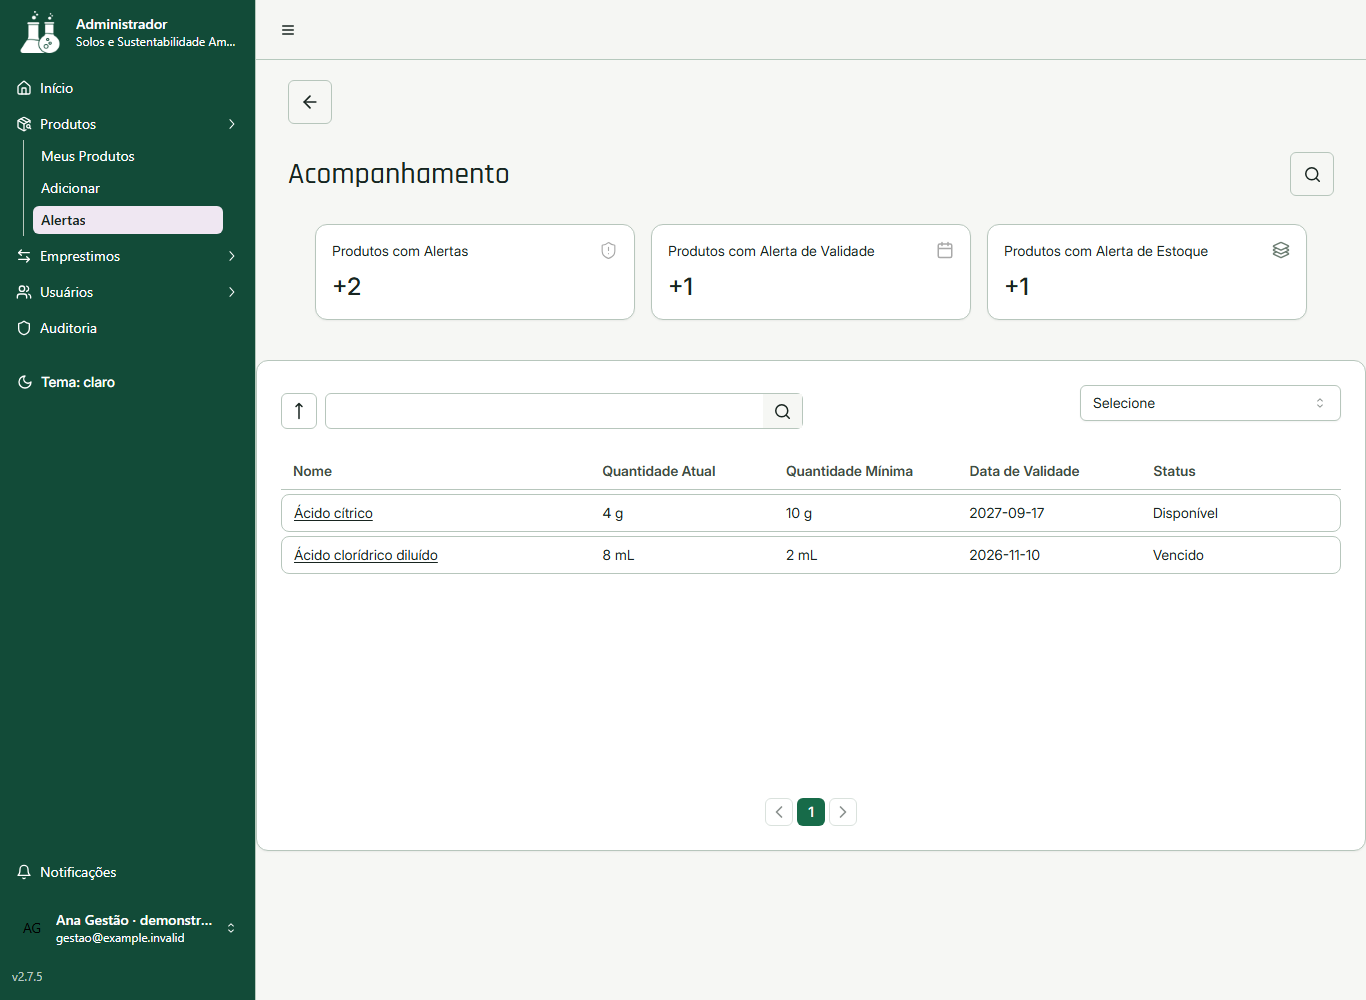 Administrador
Solos e Sustentabilidade Am...
Início
Produtos
Meus Produtos
Adicionar
Alertas
Emprestimos
Usuários
Auditoria
Tema: claro
Notificações
AG
Ana Gestão · demonstr...
gestao@example.invalid
v2.7.5
Acompanhamento
Produtos com Alertas
+2
Produtos com Alerta de Validade
+1
Produtos com Alerta de Estoque
+1
Selecione
Nome Quantidade Atual Quantidade Mínima Data de Validade Status
Ácido cítrico 4 g 10 g 2027-09-17 Disponível
Ácido clorídrico diluído 8 mL 2 mL 2026-11-10 Vencido
1